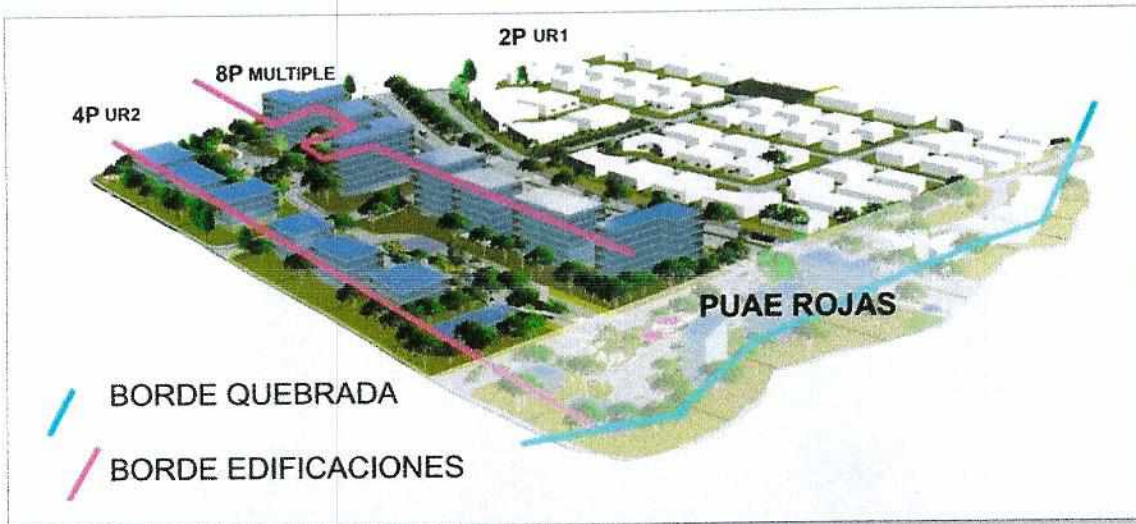 2P UR1
8P MULTIPLE
4P UR2
PUAE ROJAS
BORDE QUEBRADA
BORDE EDIFICACIONES